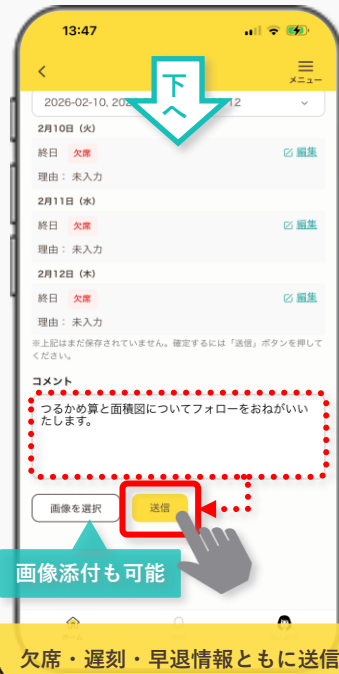 13:47
メニュー
下
へ
2026-02-10, 202
12
2月10日（火）
終日 欠席 編集
理由： 未入力
2月11日（水）
終日 欠席 編集
理由： 未入力
2月12日（木）
終日 欠席 編集
理由： 未入力
※上記はまだ保存されていません。確定するには「送信」ボタンを押して
ください。
コメント
つるかめ算と面積図についてフォローをおねがいい
たします。
画像を選択 送信
画像添付も可能
欠席・遅刻・早退情報ともに送信